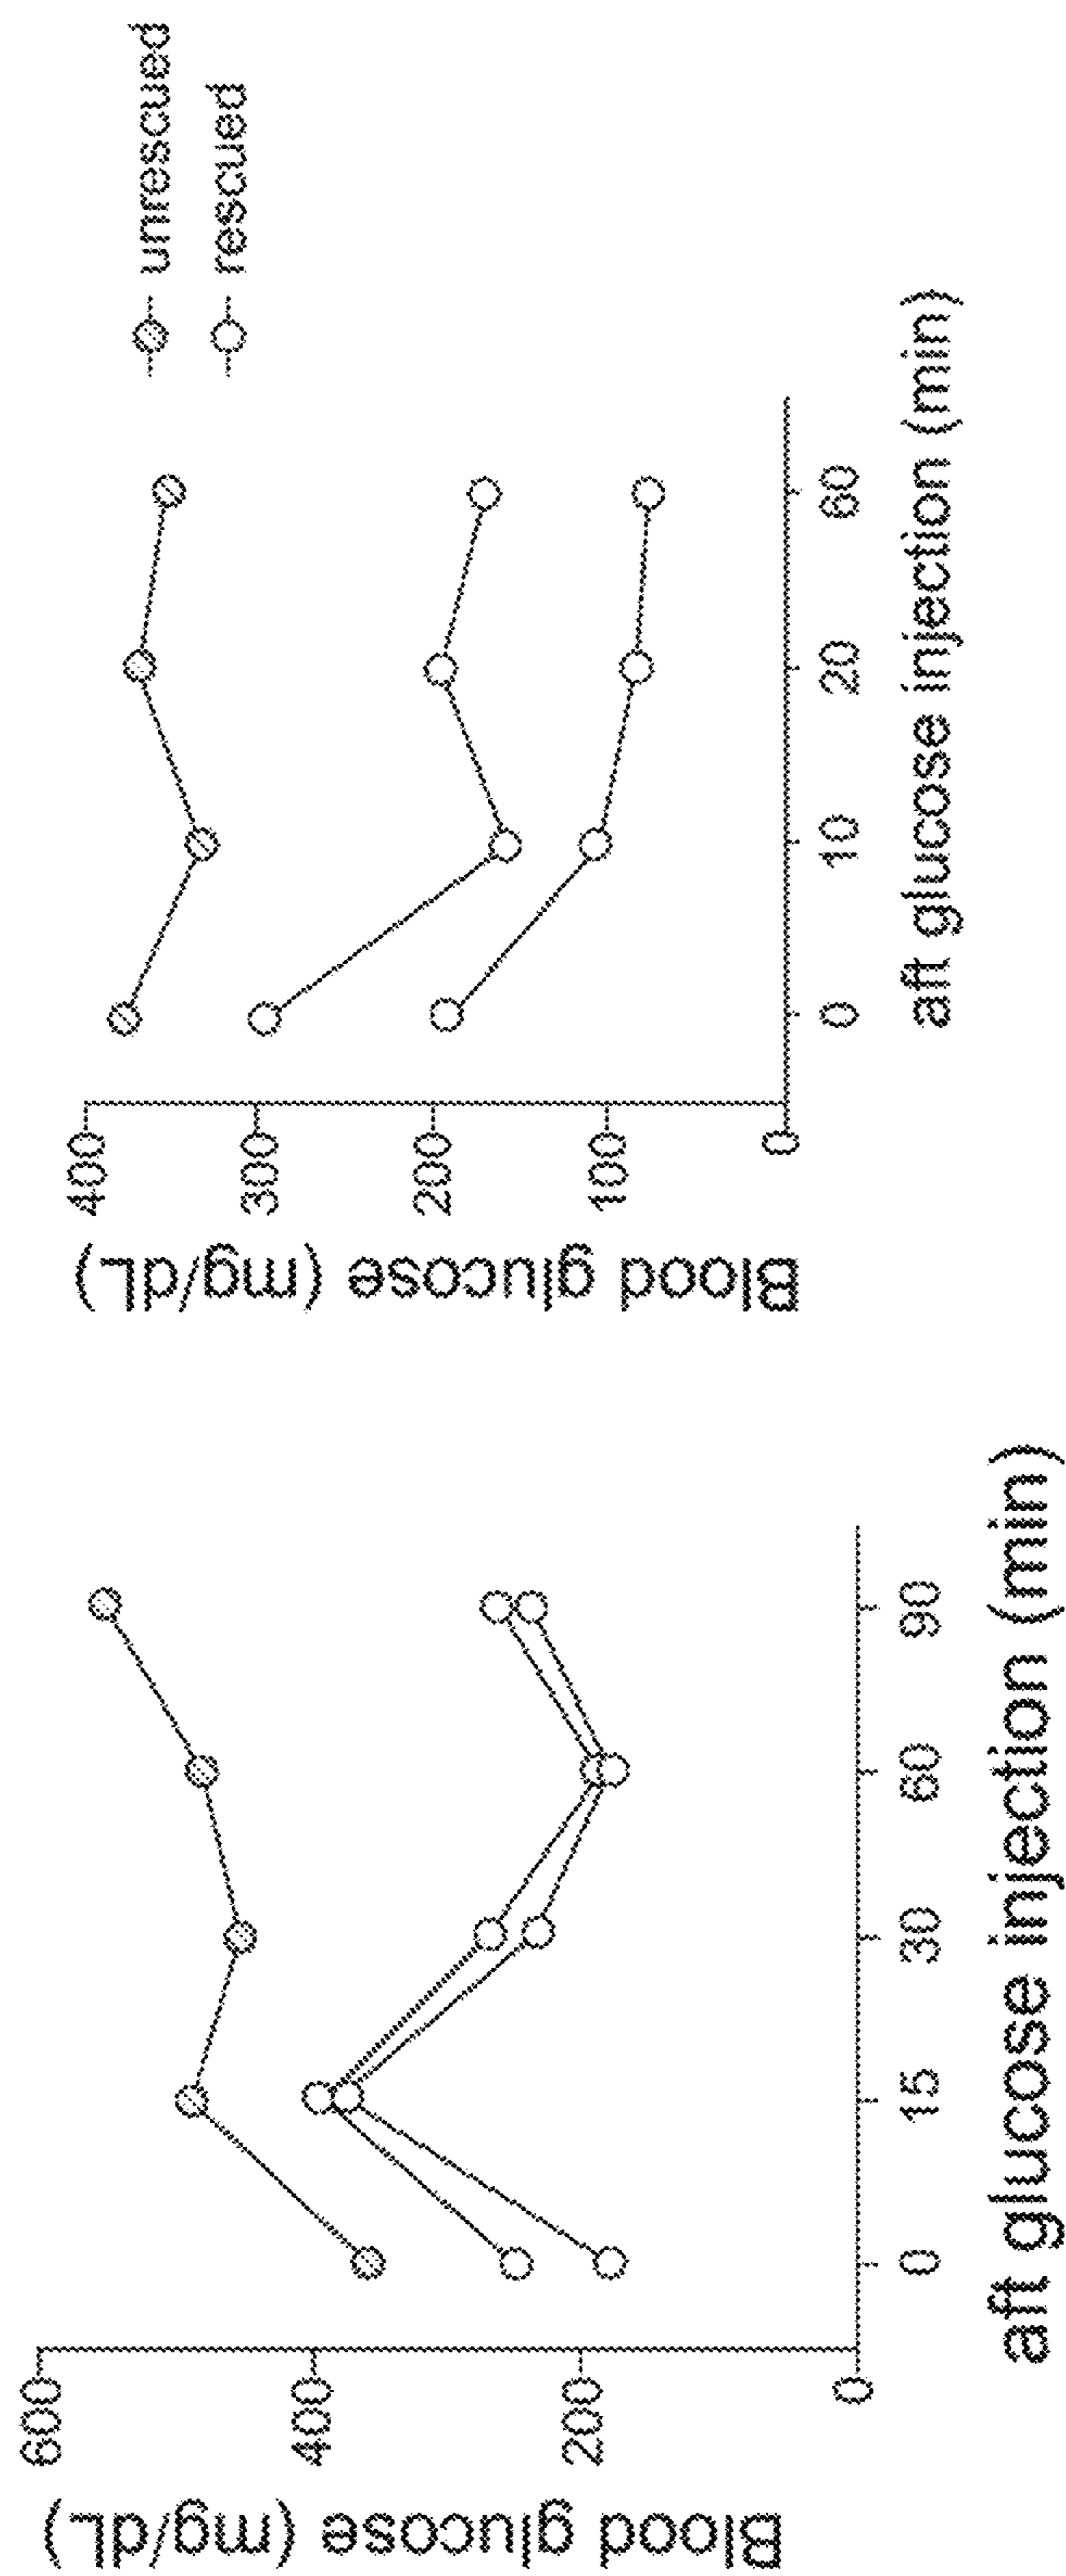 Blood glucose (mg/dL)
600
400
200
0
0 15 30 60 90
aft glucose injection (min)
Blood glucose (mg/dL)
400
300
200
100
0
0 10 20 60
aft glucose injection (min)
unrescued
rescued